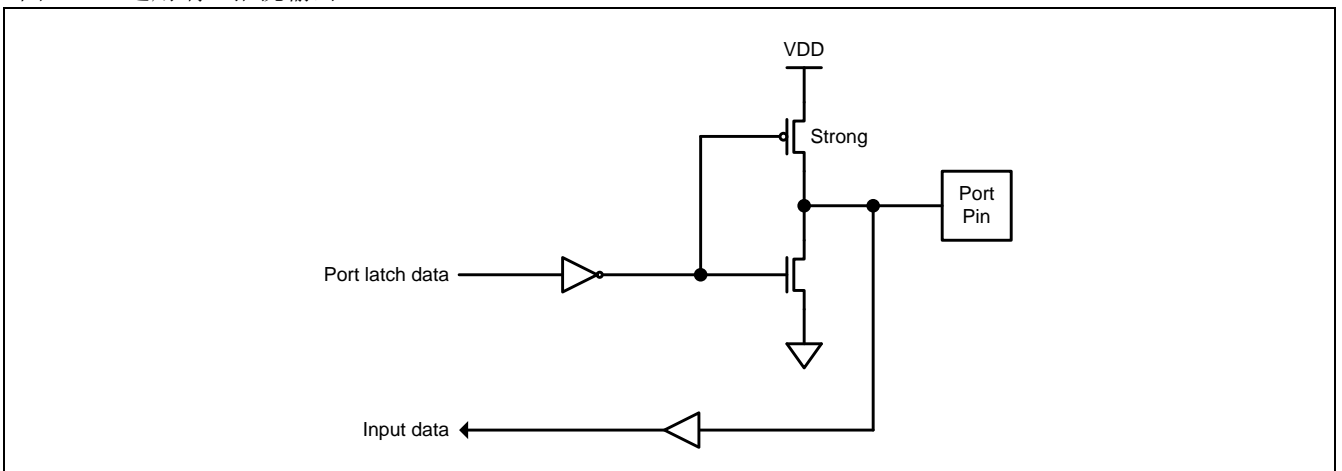 VDD
Strong
Port
Pin
Port latch data
Input data